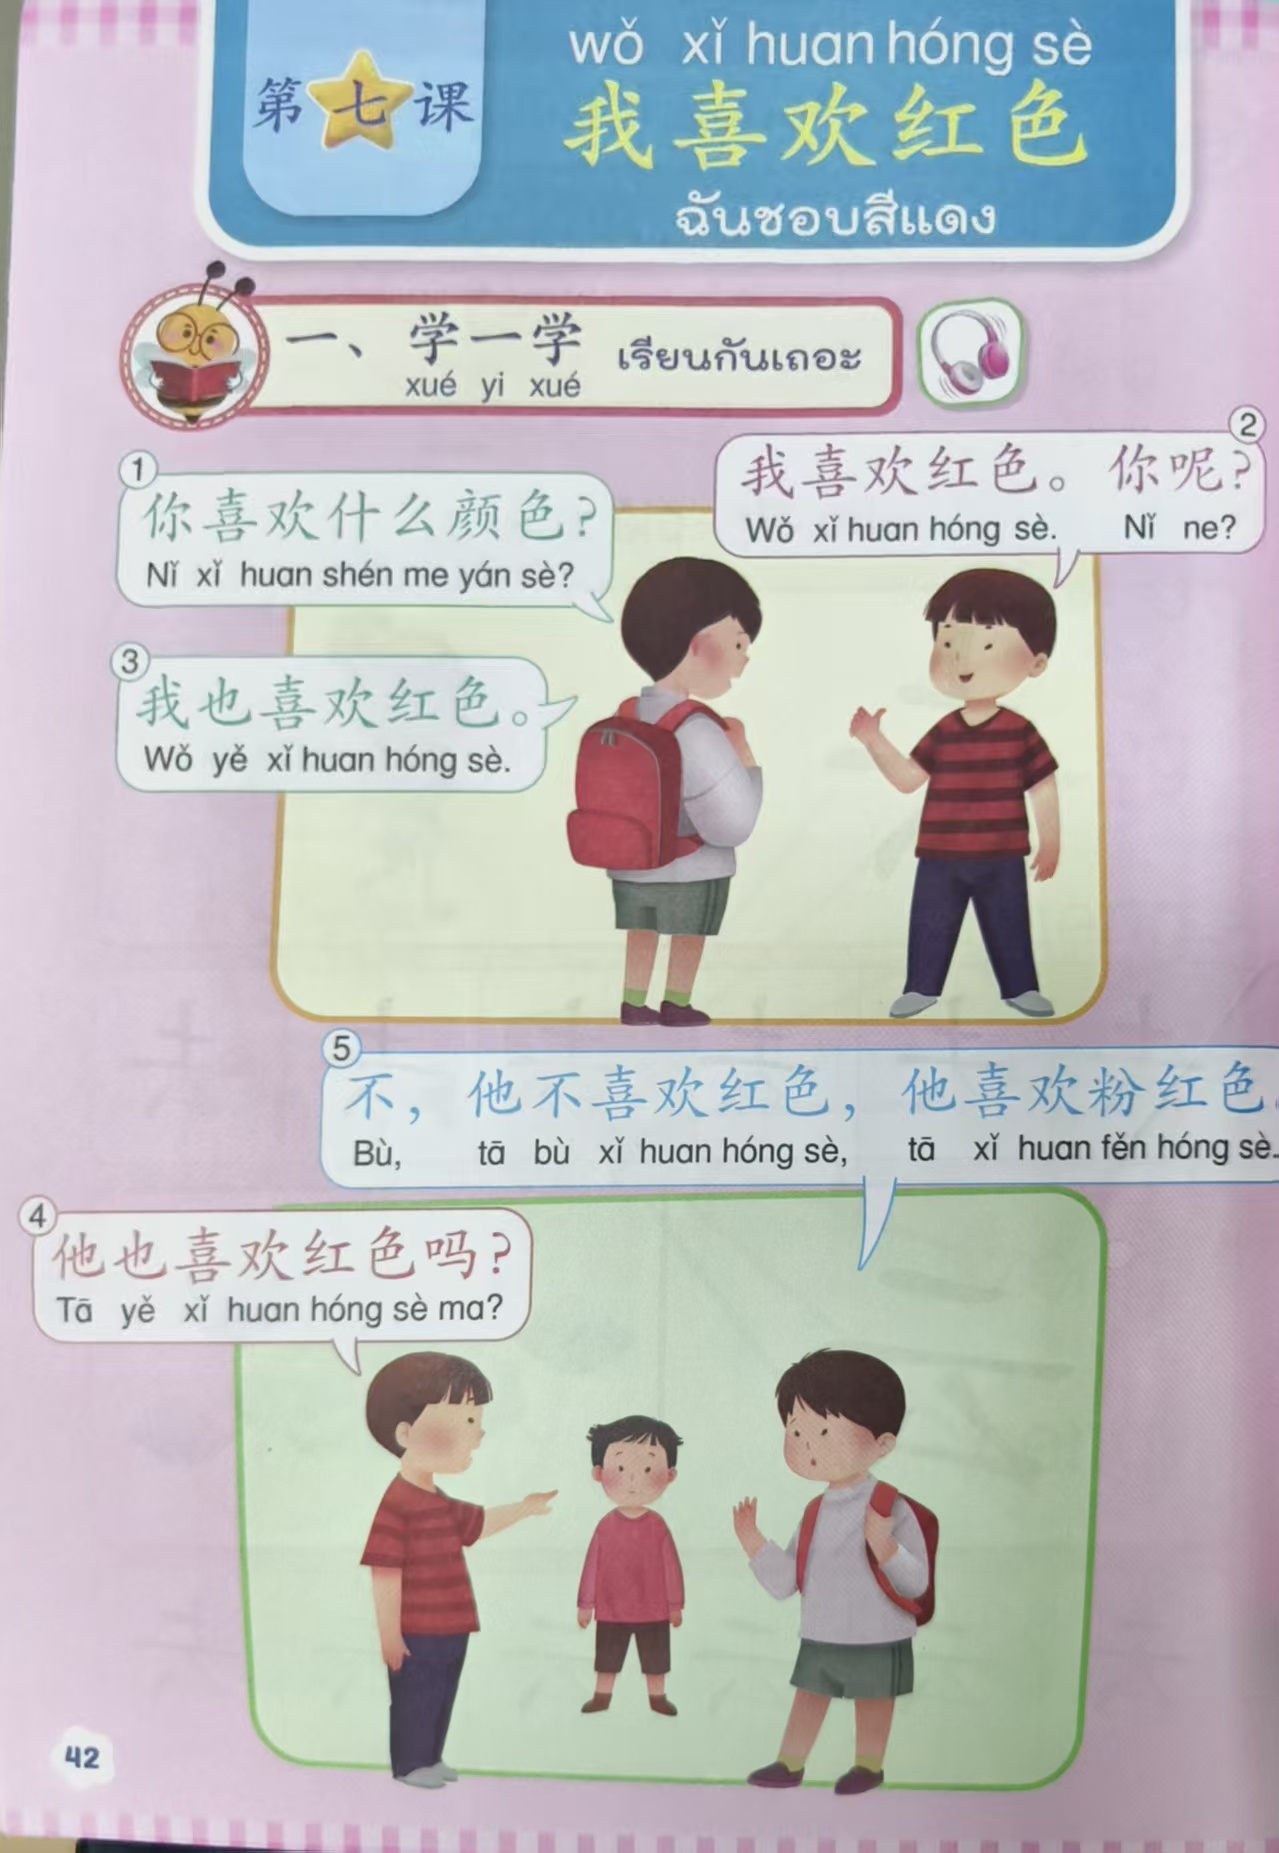 第七课
wǒ xǐ huan hóng sè
我喜欢红色
ฉันชอบสีแดง
一、学一学 เรียนกันเถอะ
xué yi xué
1
你喜欢什么颜色?
Nǐ xǐ huan shén me yán sè?
2
我喜欢红色。你呢?
Wǒ xǐ huan hóng sè. Nǐ ne?
3
我也喜欢红色。
Wǒ yě xǐ huan hóng sè.
4
他也喜欢红色吗?
Tā yě xǐ huan hóng sè ma?
5
不，他不喜欢红色，他喜欢粉红色。
Bù, tā bù xǐ huan hóng sè, tā xǐ huan fěn hóng sè.
42